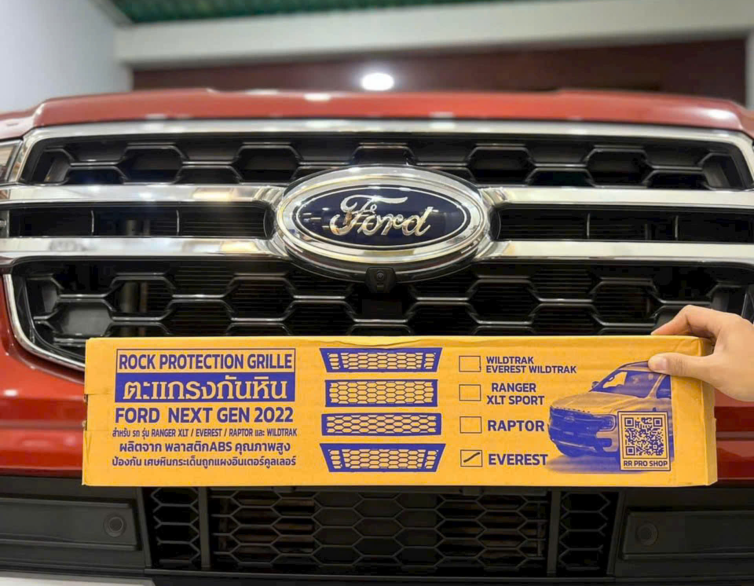 Ford
ROCK PROTECTION GRILLE
ตะแกรงกันหิน
FORD NEXT GEN 2022
สำหรับ รถ รุ่น RANGER XLT / EVEREST / RAPTOR และ WILDTRAK
ผลิตจาก พลาสติกABS คุณภาพสูง
ป้องกัน เศษหินกระเด็นถูกแผงอินเตอร์คูลเลอร์
WILDTRAK
EVEREST WILDTRAK
RANGER
XLT SPORT
RAPTOR
EVEREST
RR PRO SHOP